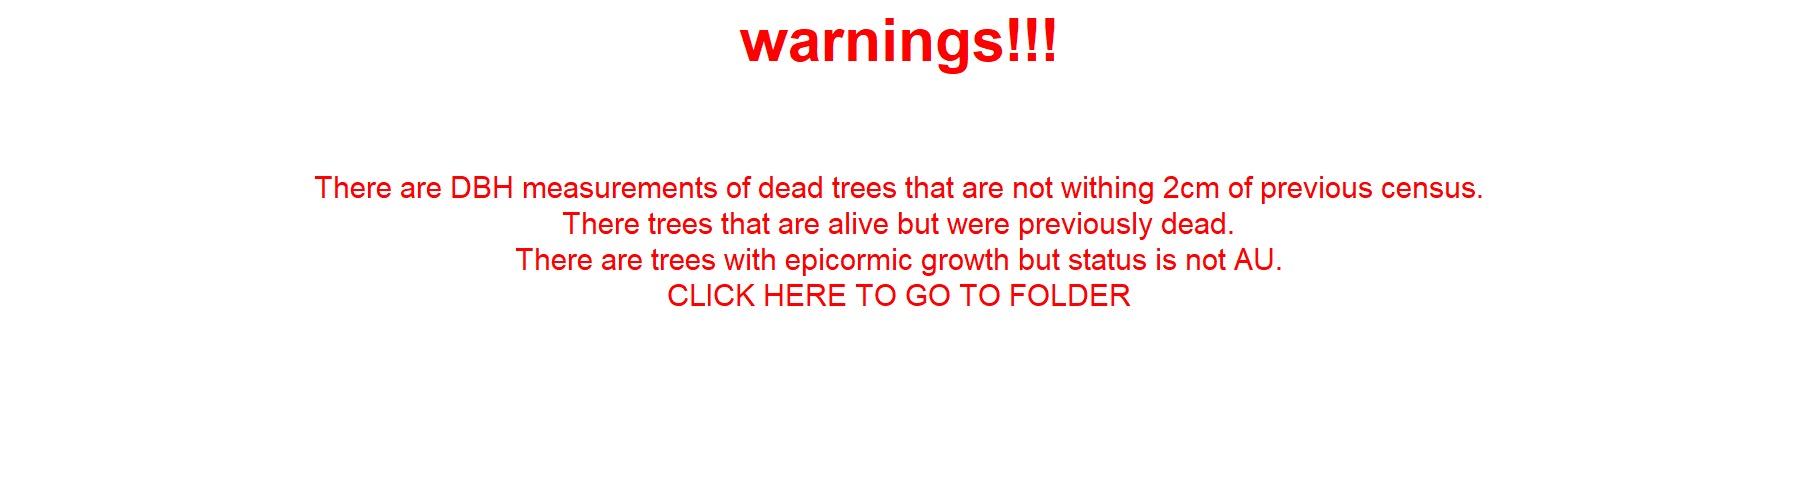 warnings!!!
There are DBH measurements of dead trees that are not withing 2cm of previous census.
There trees that are alive but were previously dead.
There are trees with epicormic growth but status is not AU.
CLICK HERE TO GO TO FOLDER